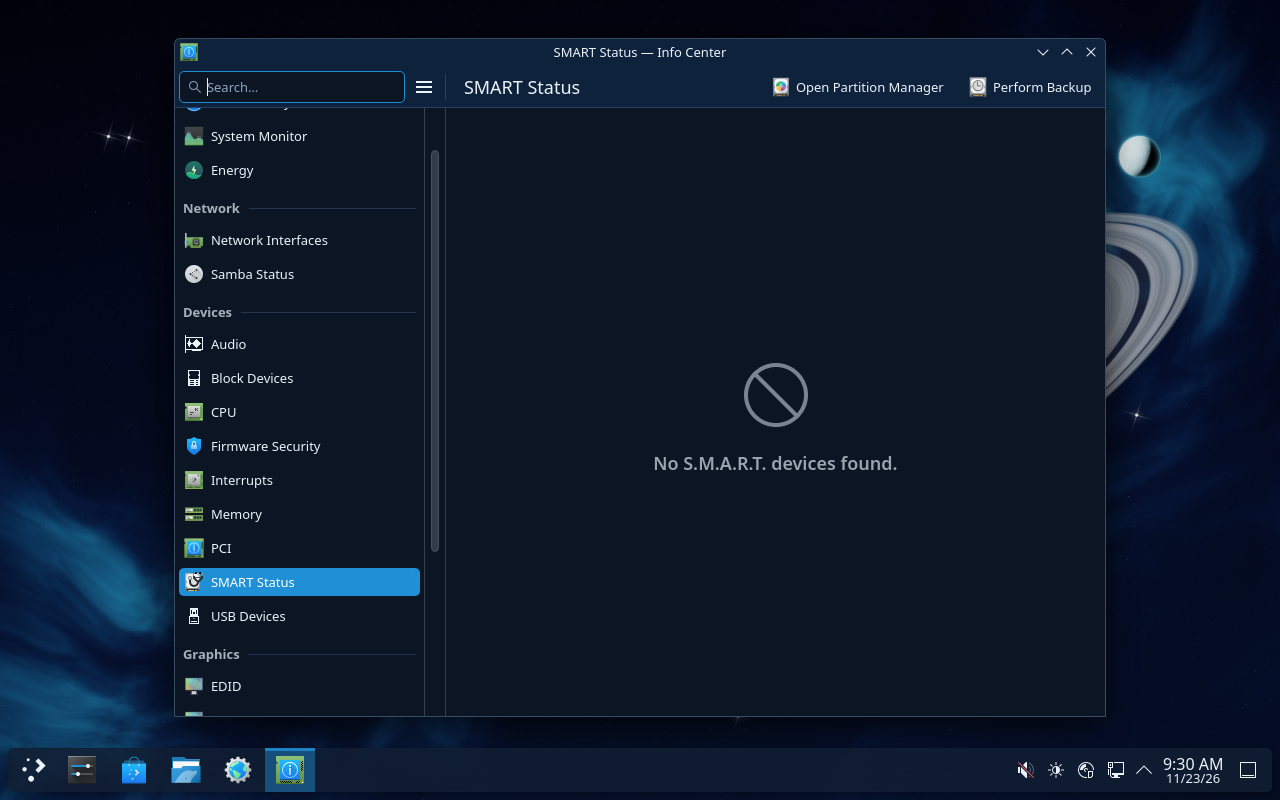 SMART Status — Info Center
Search...
SMART Status
Open Partition Manager
Perform Backup
System Monitor
Energy
Network
Network Interfaces
Samba Status
Devices
Audio
Block Devices
CPU
Firmware Security
Interrupts
Memory
PCI
SMART Status
USB Devices
Graphics
EDID
No S.M.A.R.T. devices found.
9:30 AM
11/23/26